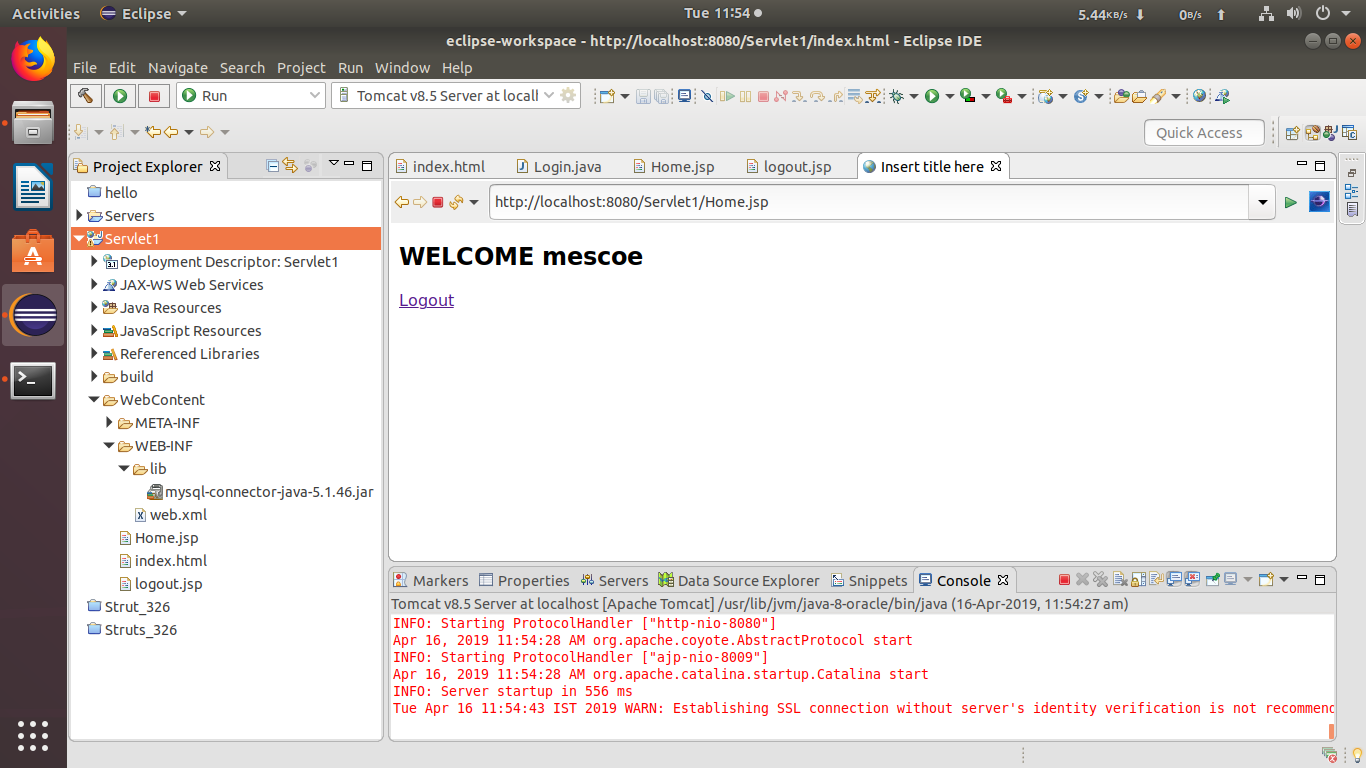 Activities Eclipse Tue 11:54 5.44KB/s 0B/s
eclipse-workspace - http://localhost:8080/Servlet1/index.html - Eclipse IDE
File Edit Navigate Search Project Run Window Help
Run Tomcat v8.5 Server at locall
Quick Access
Project Explorer
hello
Servers
Servlet1
Deployment Descriptor: Servlet1
JAX-WS Web Services
Java Resources
JavaScript Resources
Referenced Libraries
build
WebContent
META-INF
WEB-INF
lib
mysql-connector-java-5.1.46.jar
web.xml
Home.jsp
index.html
logout.jsp
Strut_326
Struts_326
index.html Login.java Home.jsp logout.jsp Insert title here
http://localhost:8080/Servlet1/Home.jsp
WELCOME mescoe
Logout
Markers Properties Servers Data Source Explorer Snippets Console
Tomcat v8.5 Server at localhost [Apache Tomcat] /usr/lib/jvm/java-8-oracle/bin/java (16-Apr-2019, 11:54:27 am)
INFO: Starting ProtocolHandler ["http-nio-8080"]
Apr 16, 2019 11:54:28 AM org.apache.coyote.AbstractProtocol start
INFO: Starting ProtocolHandler ["ajp-nio-8009"]
Apr 16, 2019 11:54:28 AM org.apache.catalina.startup.Catalina start
INFO: Server startup in 556 ms
Tue Apr 16 11:54:43 IST 2019 WARN: Establishing SSL connection without server's identity verification is not recommend